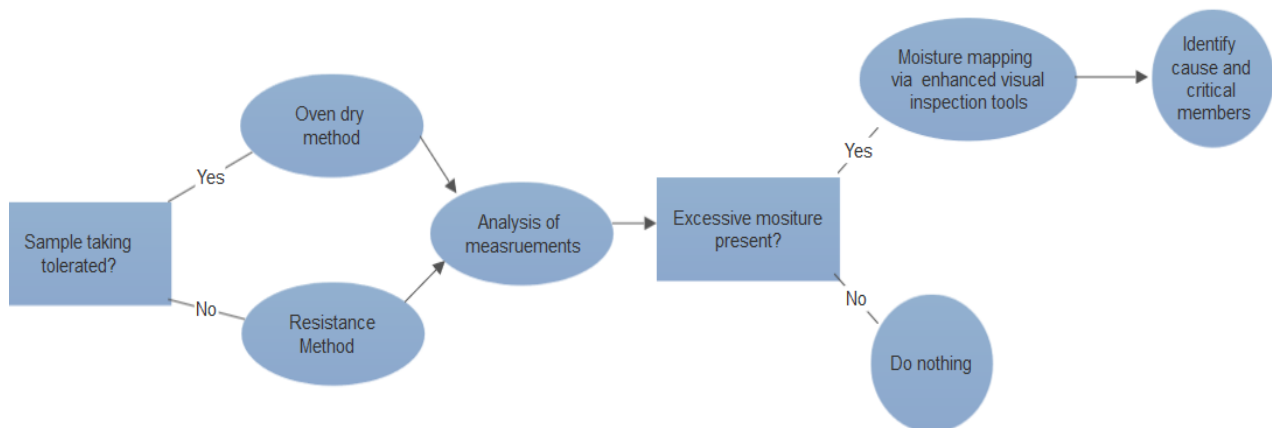 Sample taking
tolerated?
Yes
No
Oven dry
method
Resistance
Method
Analysis of
measruements
Excessive mositure
present?
Yes
No
Moisture mapping
via enhanced visual
inspection tools
Do nothing
Identify
cause and
critical
members